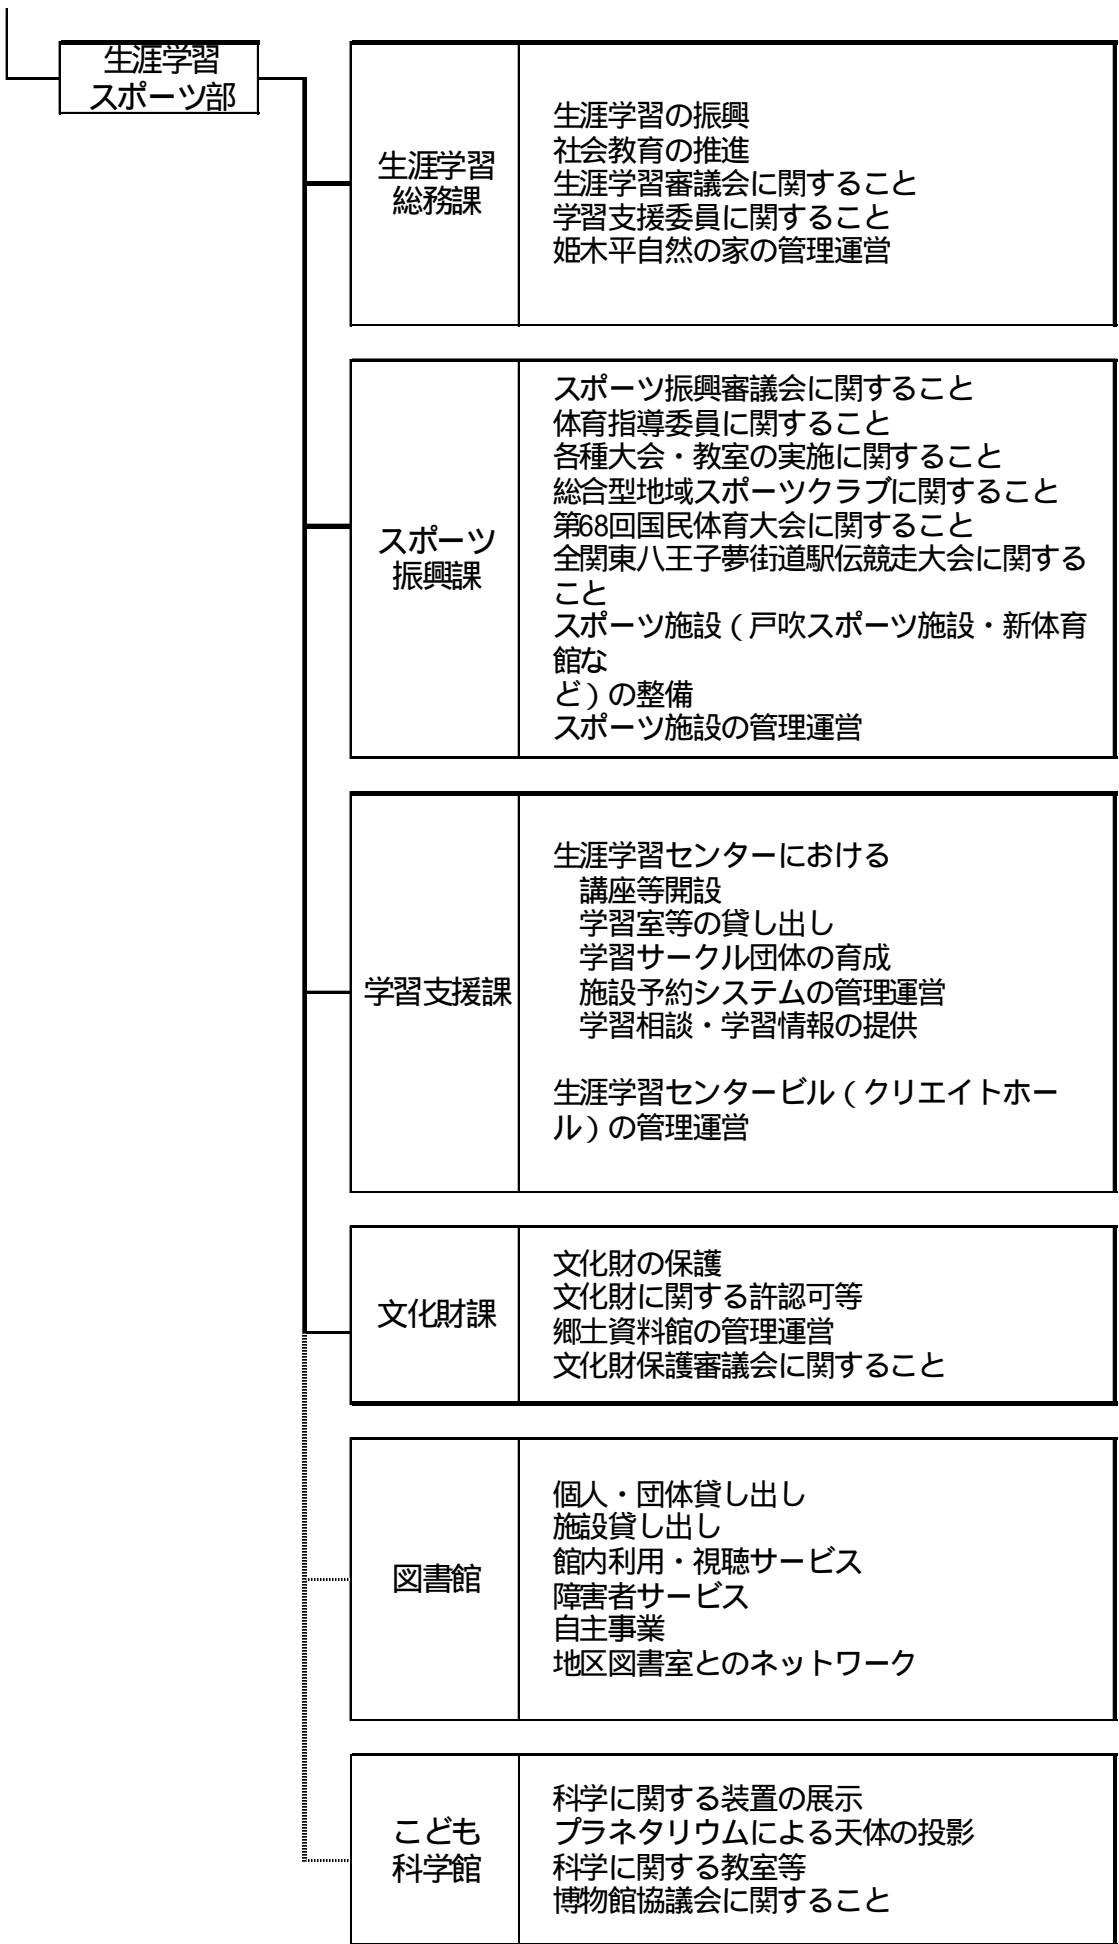 生涯学習
スポーツ部
生涯学習
総務課
生涯学習の振興
社会教育の推進
生涯学習審議会に関すること
学習支援委員に関すること
姫木平自然の家の管理運営
スポーツ
振興課
スポーツ振興審議会に関すること
体育指導委員に関すること
各種大会・教室の実施に関すること
総合型地域スポーツクラブに関すること
第68回国民体育大会に関すること
全関東八王子夢街道駅伝競走大会に関する
こと
スポーツ施設（戸吹スポーツ施設・新体育
館な
ど）の整備
スポーツ施設の管理運営
学習支援課
生涯学習センターにおける
講座等開設
学習室等の貸し出し
学習サークル団体の育成
施設予約システムの管理運営
学習相談・学習情報の提供
生涯学習センタービル（クリエイトホー
ル）の管理運営
文化財課
文化財の保護
文化財に関する許認可等
郷土資料館の管理運営
文化財保護審議会に関すること
図書館
個人・団体貸し出し
施設貸し出し
館内利用・視聴サービス
障害者サービス
自主事業
地区図書室とのネットワーク
こども
科学館
科学に関する装置の展示
プラネタリウムによる天体の投影
科学に関する教室等
博物館協議会に関すること